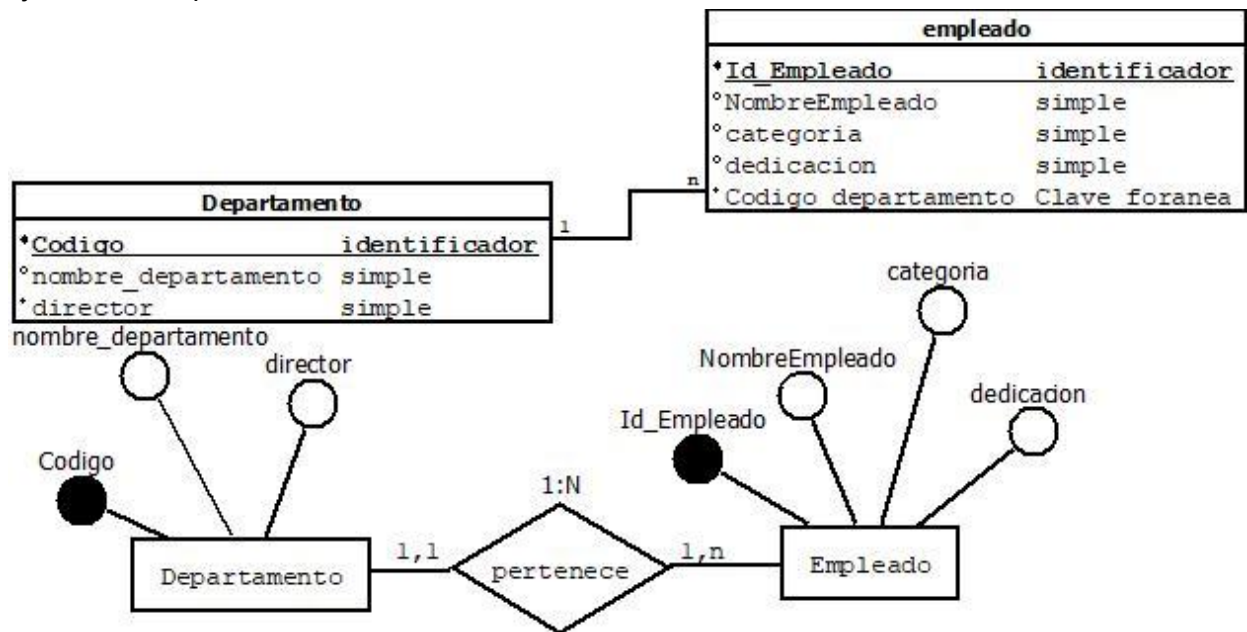 empleado
*Id_Empleado identificador
°NombreEmpleado simple
°categoria simple
°dedicacion simple
*Codigo departamento Clave foranea
n
1
Departamento
*Codigo identificador
°nombre_departamento simple
*director simple
nombre_departamento
director
Codigo
categoria
NombreEmpleado
dedicacion
Id_Empleado
1:N
1,1
1,n
Departamento
pertenece
Empleado